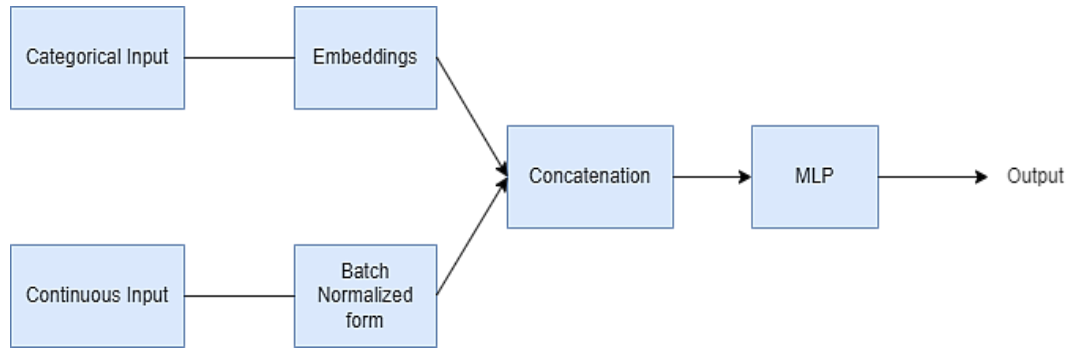 Categorical Input
Embeddings
Concatenation
MLP
Output
Continuous Input
Batch
Normalized
form